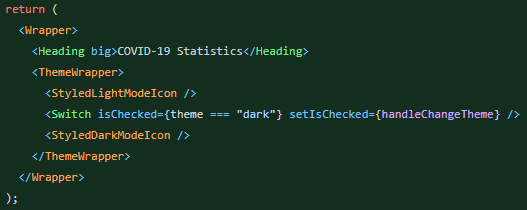 return (
<Wrapper>
<Heading big>COVID-19 Statistics</Heading>
<ThemeWrapper>
<StyledLightModeIcon />
<Switch isChecked={theme === "dark"} setIsChecked={handleChangeTheme} />
<StyledDarkModeIcon />
</ThemeWrapper>
</Wrapper>
);